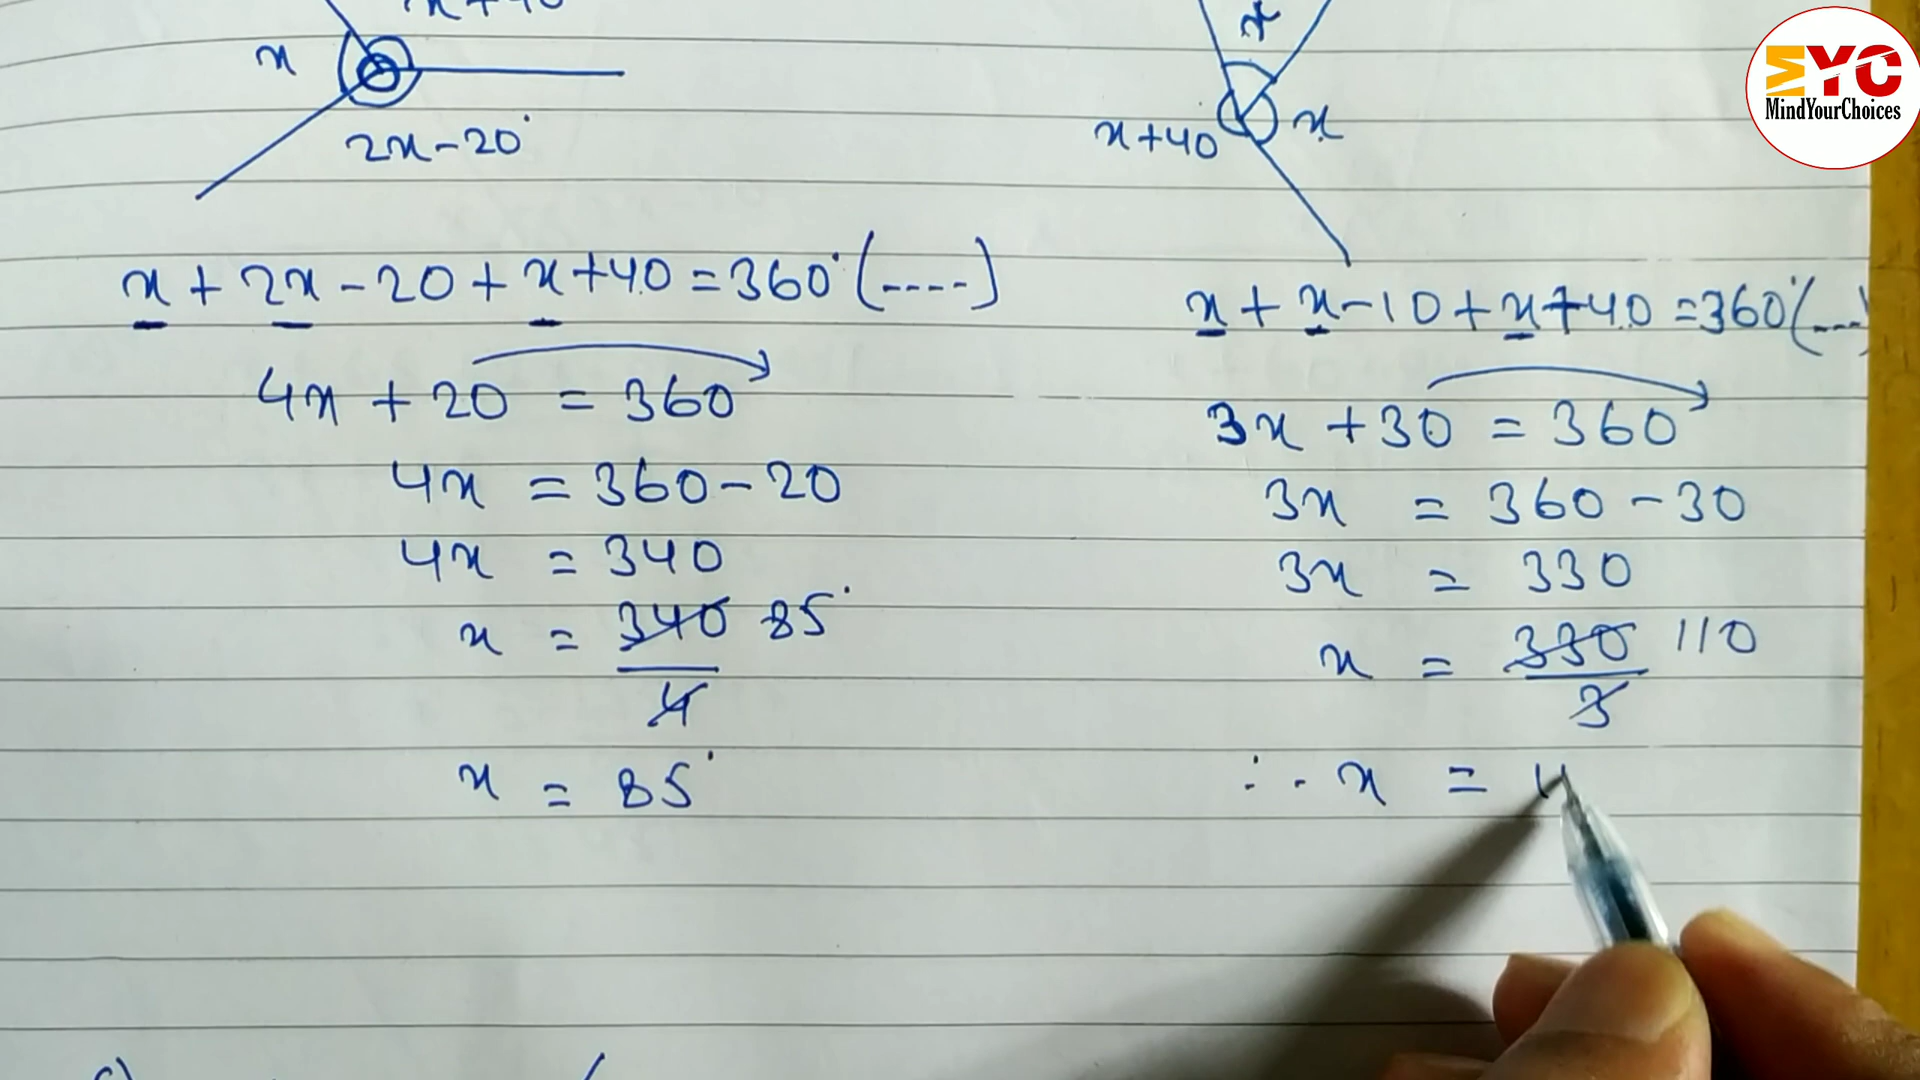 x+40
x
2x-20°
x + 2x - 20 + x + 40 = 360° (----)
4x + 20 = 360
4x = 360 - 20
4x = 340
x = 340 85°
4
x = 85°
x
x+40 x
x + x - 10 + x + 40 = 360° (---)
3x + 30 = 360
3x = 360 - 30
3x = 330
x = 330 110
3
∴ x = 11
MYC
MindYourChoices